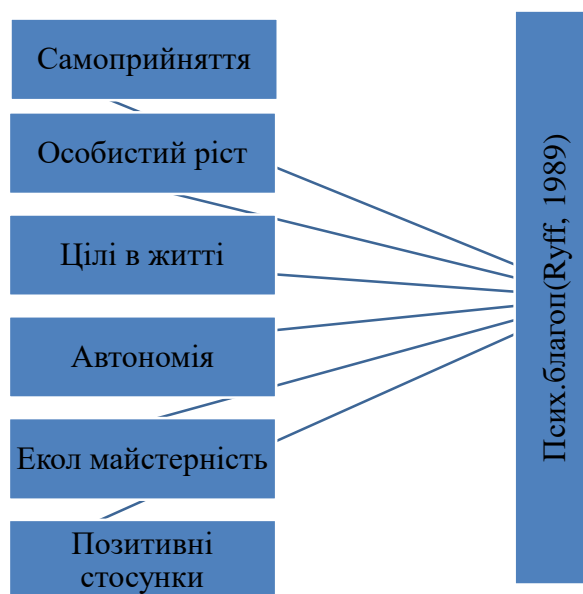 Самоприйняття
Особистий ріст
Цілі в житті
Автономія
Екол майстерність
Позитивні
стосунки
Псих.благоп(Ryff, 1989)